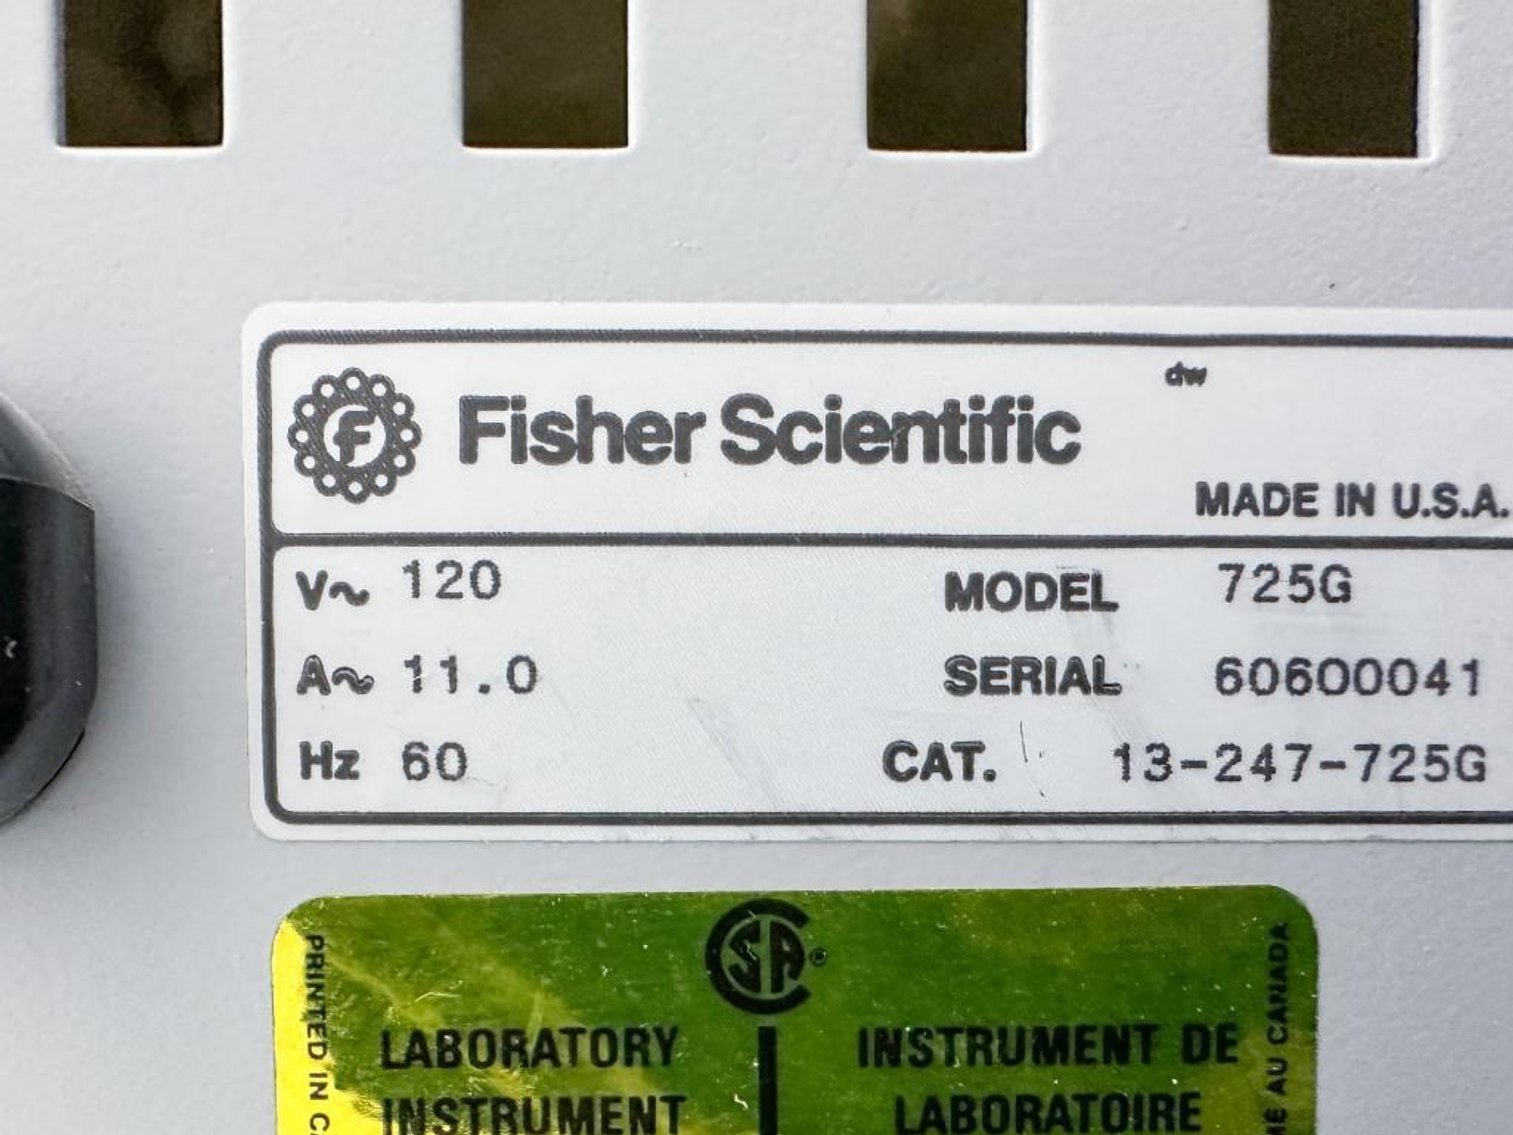 dw
f Fisher Scientific
MADE IN U.S.A.
V~ 120 MODEL 725G
A~ 11.0 SERIAL 60600041
Hz 60 CAT. 13-247-725G
CSA®
LABORATORY INSTRUMENT DE
INSTRUMENT LABORATOIRE
PRINTED IN
AU CANADA